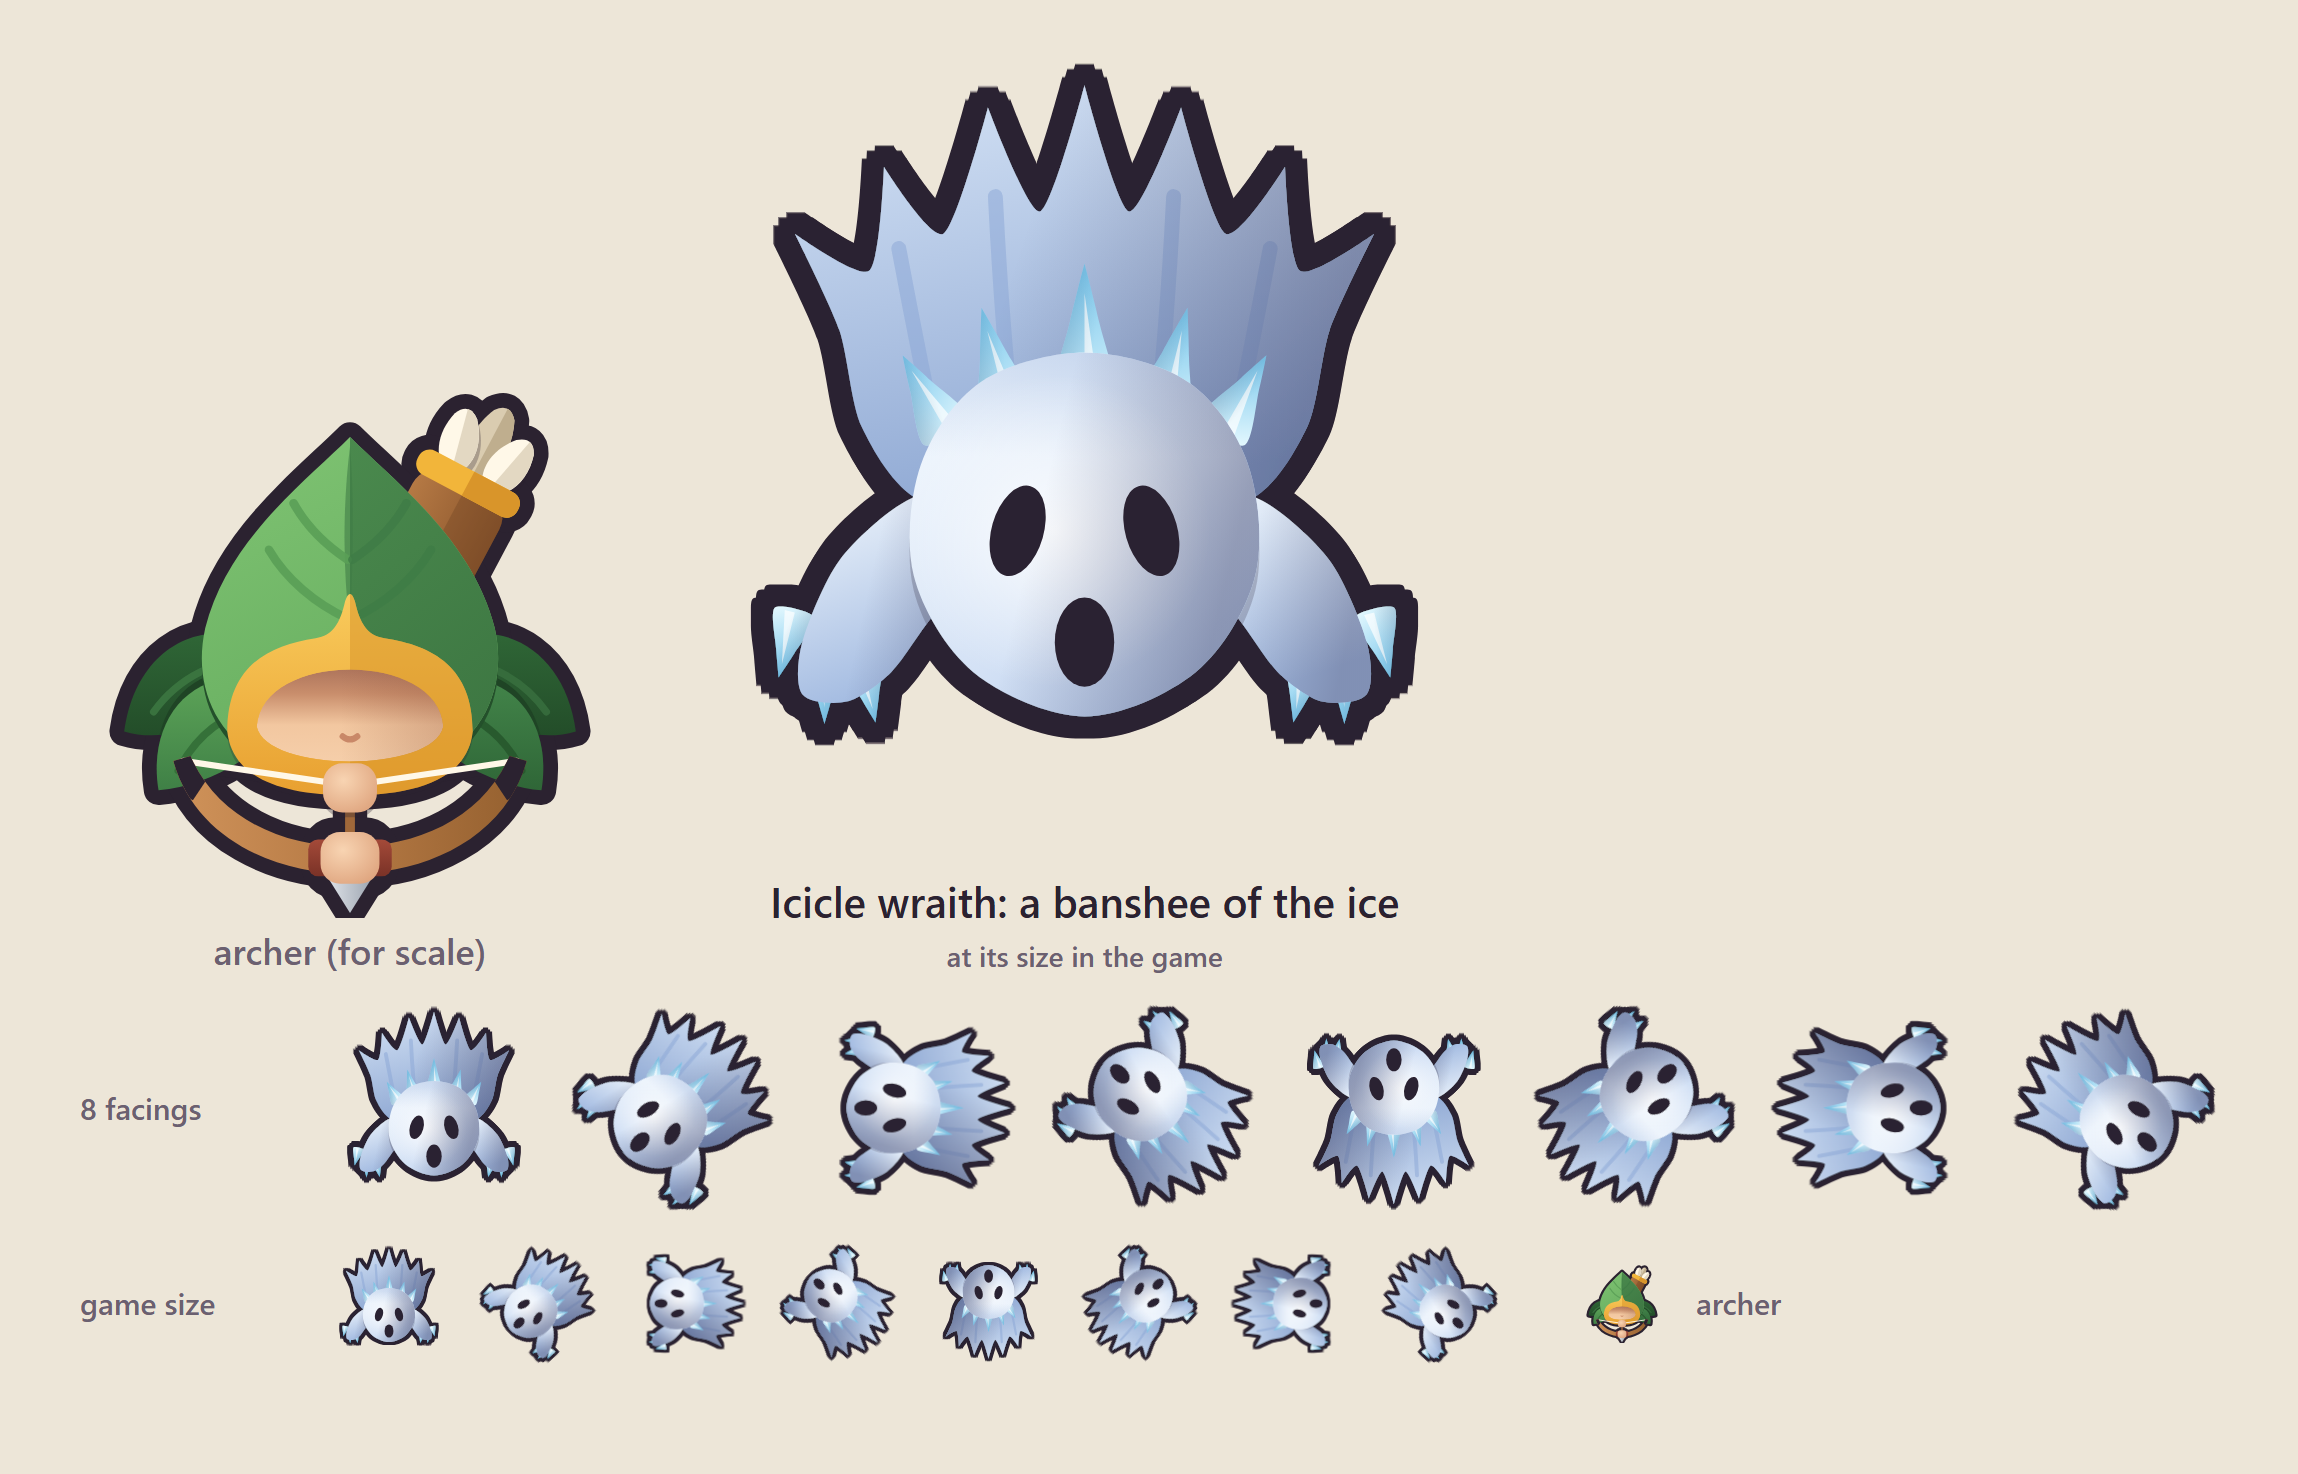 Icicle wraith: a banshee of the ice
archer (for scale)
at its size in the game
8 facings
game size
archer